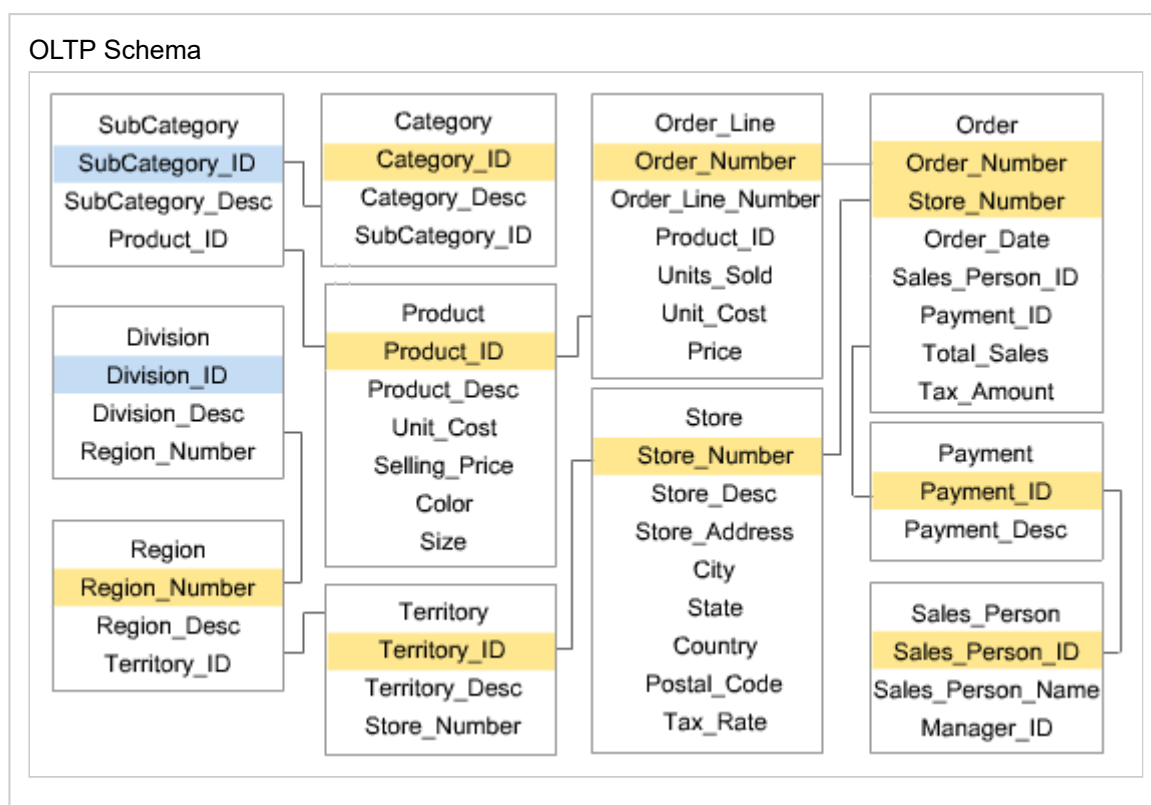 OLTP Schema
SubCategory
SubCategory_ID
SubCategory_Desc
Product_ID
Category
Category_ID
Category_Desc
SubCategory_ID
Order_Line
Order_Number
Order_Line_Number
Product_ID
Units_Sold
Unit_Cost
Price
Order
Order_Number
Store_Number
Order_Date
Sales_Person_ID
Payment_ID
Total_Sales
Tax_Amount
Division
Division_ID
Division_Desc
Region_Number
Product
Product_ID
Product_Desc
Unit_Cost
Selling_Price
Color
Size
Store
Store_Number
Store_Desc
Store_Address
City
State
Country
Postal_Code
Tax_Rate
Payment
Payment_ID
Payment_Desc
Region
Region_Number
Region_Desc
Territory_ID
Territory
Territory_ID
Territory_Desc
Store_Number
Sales_Person
Sales_Person_ID
Sales_Person_Name
Manager_ID